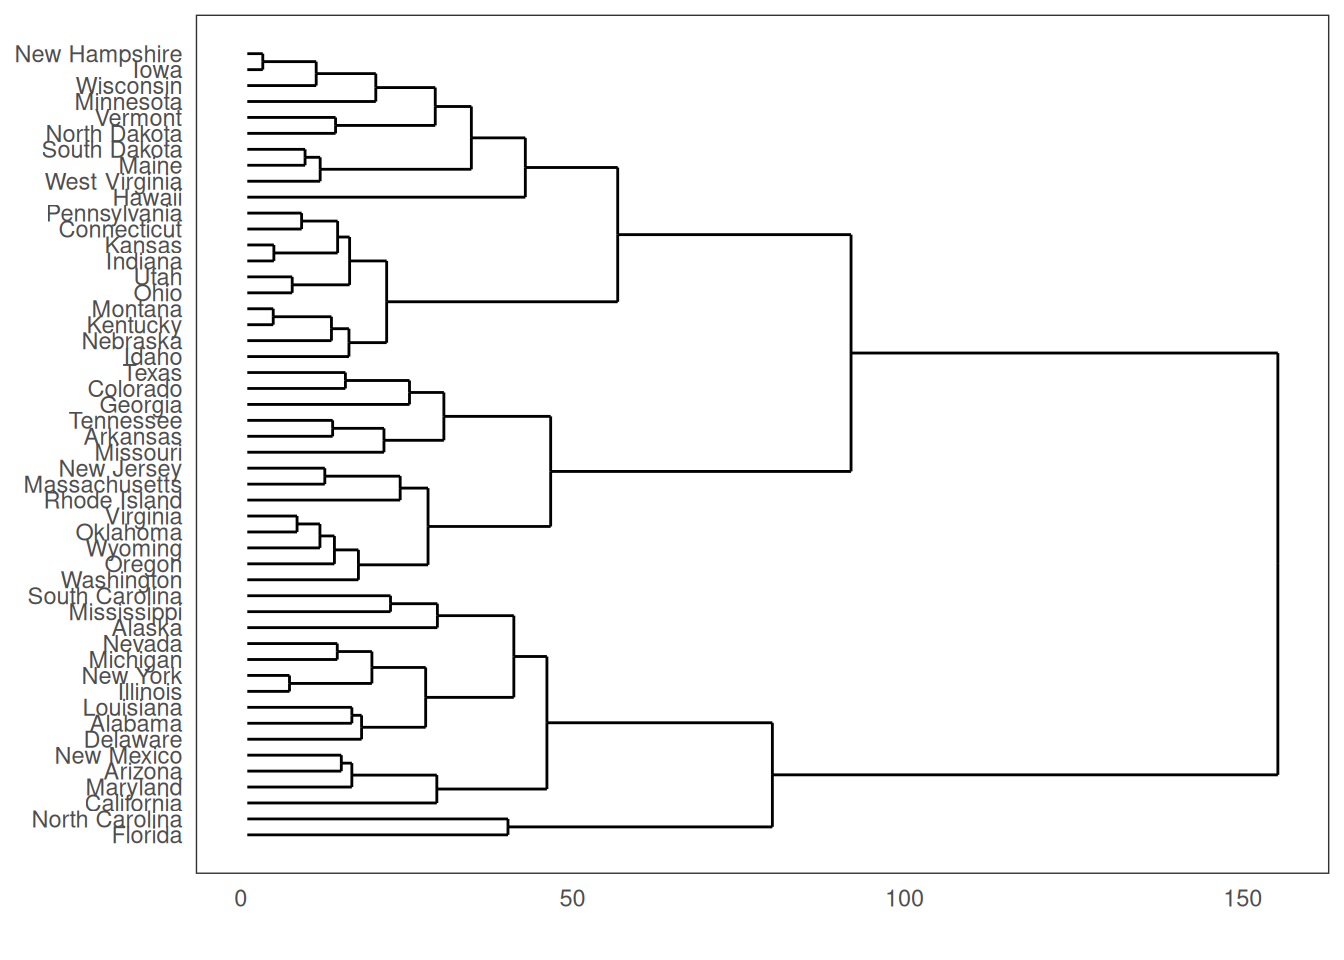 New Hampshire
Iowa
Wisconsin
Minnesota
Vermont
North Dakota
South Dakota
Maine
West Virginia
Hawaii
Pennsylvania
Connecticut
Kansas
Indiana
Utah
Ohio
Montana
Kentucky
Nebraska
Idaho
Texas
Colorado
Georgia
Tennessee
Arkansas
Missouri
New Jersey
Massachusetts
Rhode Island
Virginia
Oklahoma
Wyoming
Oregon
Washington
South Carolina
Mississippi
Alaska
Nevada
Michigan
New York
Illinois
Louisiana
Alabama
Delaware
New Mexico
Arizona
Maryland
California
North Carolina
Florida
0 50 100 150